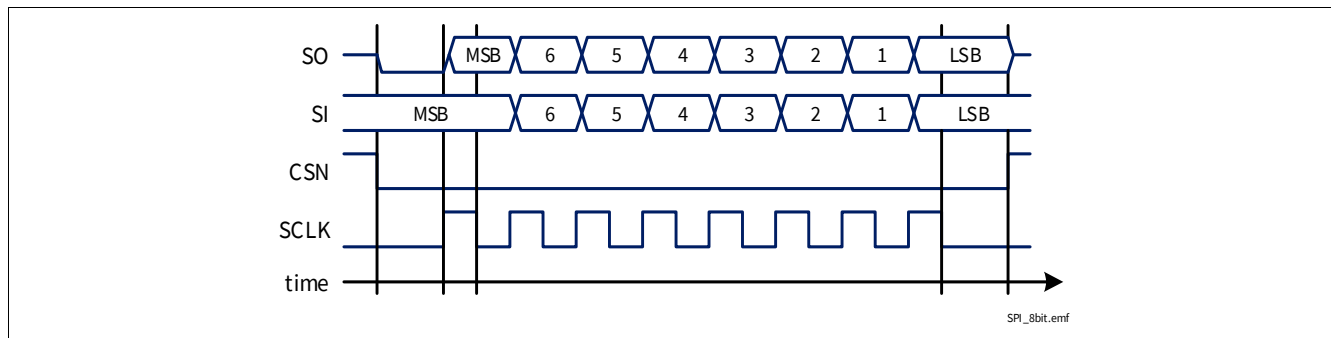 SO MSB 6 5 4 3 2 1 LSB
SI MSB 6 5 4 3 2 1 LSB
CSN
SCLK
time
SPI_8bit.emf